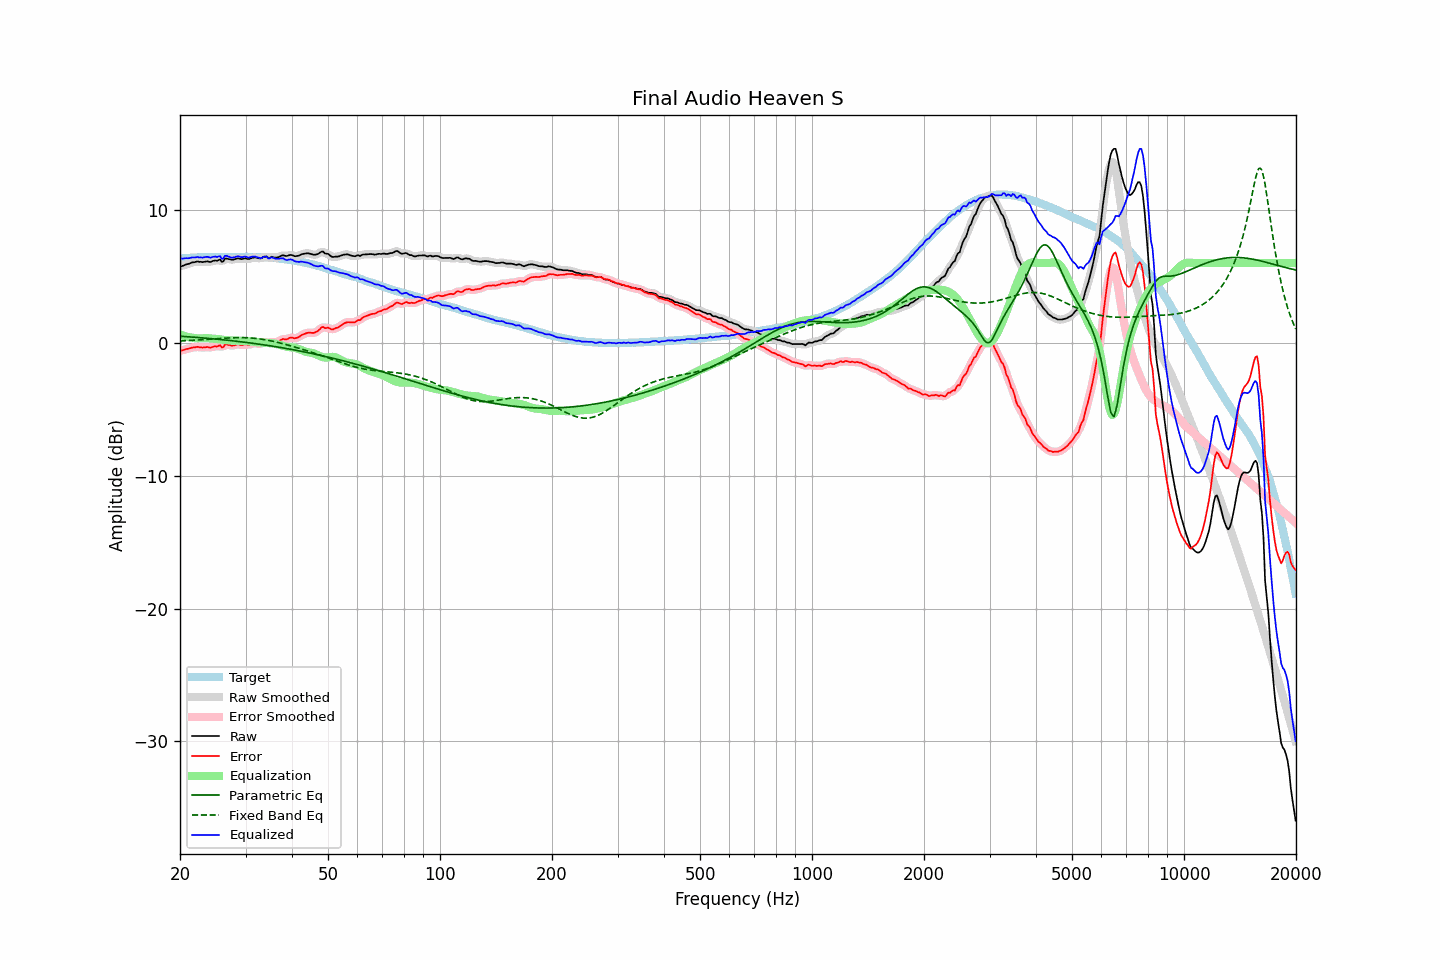 Final Audio Heaven S
Amplitude (dBr)
10
0
−10
−20
−30
Target
Raw Smoothed
Error Smoothed
Raw
Error
Equalization
Parametric Eq
Fixed Band Eq
Equalized
20 50 100 200 500 1000 2000 5000 10000 20000
Frequency (Hz)